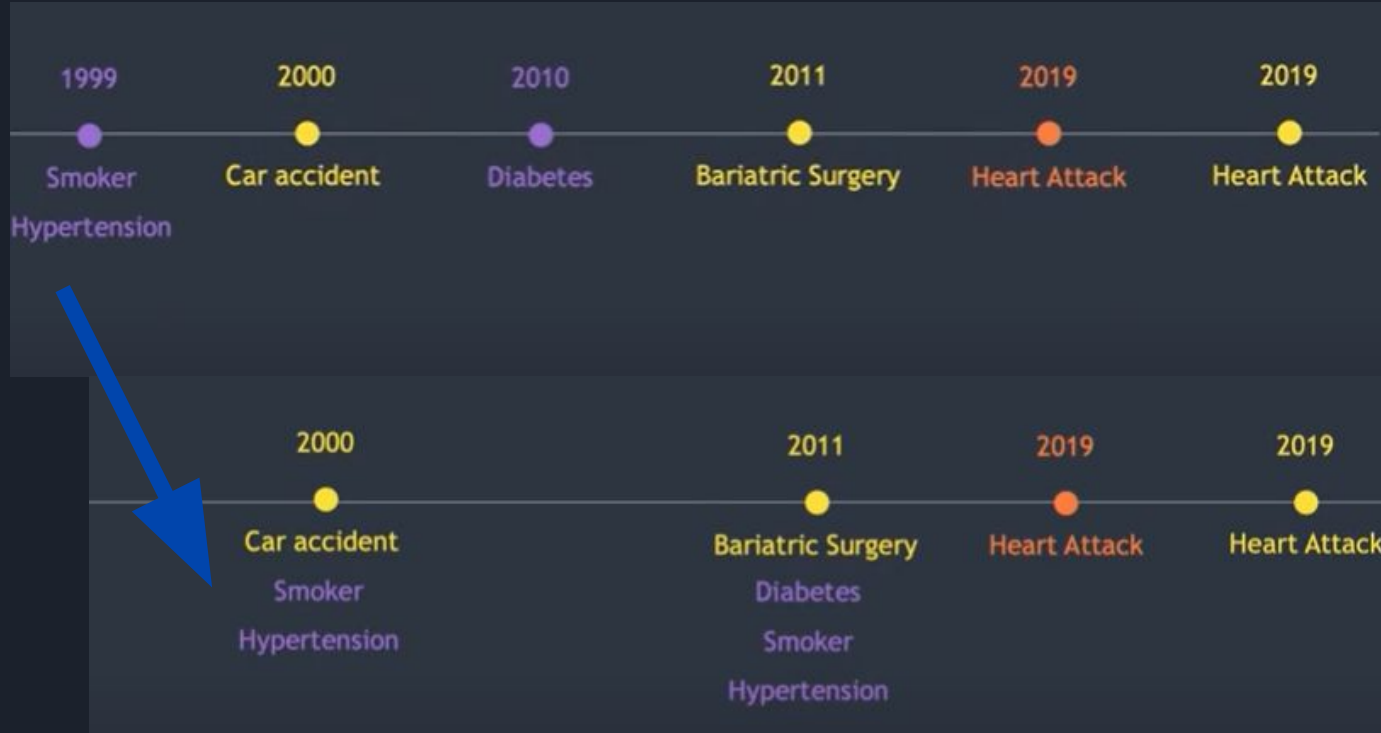 1999 2000 2010 2011 2019 2019
Smoker Car accident Diabetes Bariatric Surgery Heart Attack Heart Attack
Hypertension
2000 2011 2019 2019
Car accident Bariatric Surgery Heart Attack Heart Attack
Smoker Diabetes
Hypertension Smoker
Hypertension